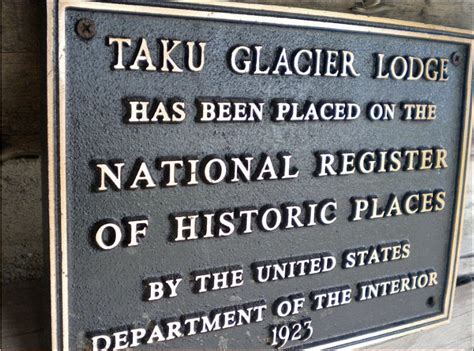 TAKU GLACIER LODGE
HAS BEEN PLACED ON THE
NATIONAL REGISTER
OF HISTORIC PLACES
BY THE UNITED STATES
DEPARTMENT OF THE INTERIOR
1923